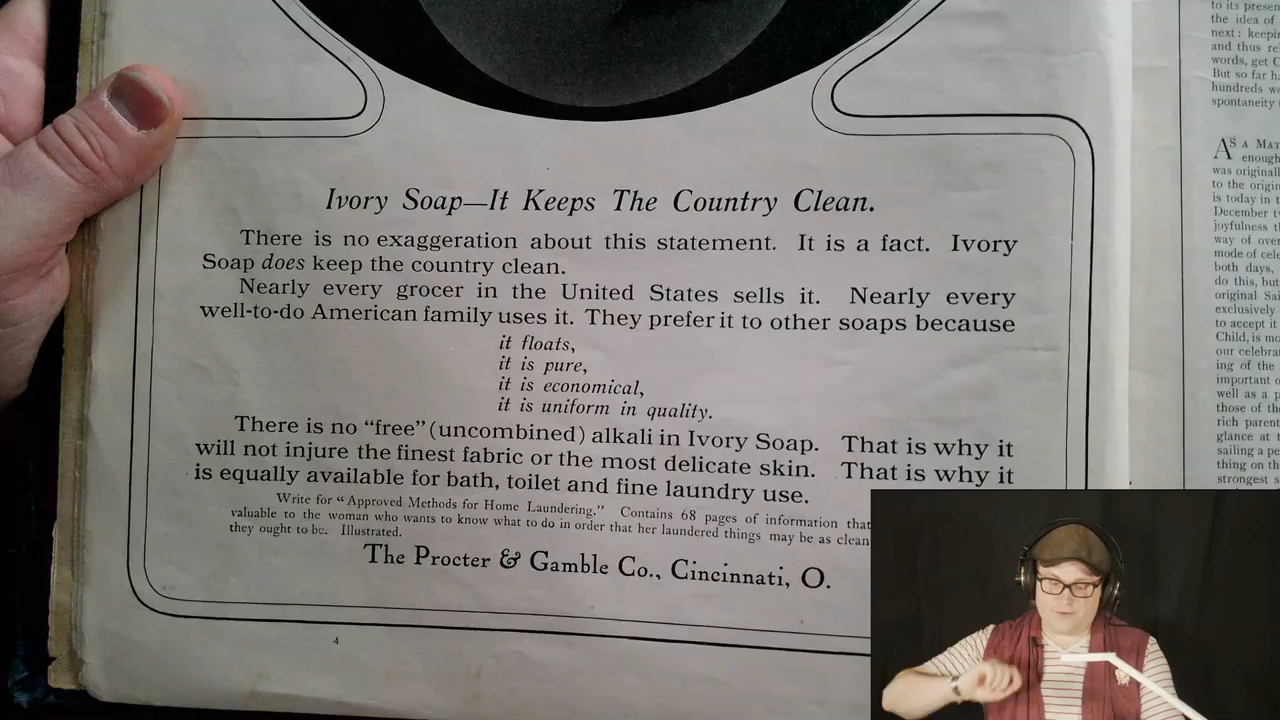 Ivory Soap—It Keeps The Country Clean.
There is no exaggeration about this statement. It is a fact. Ivory
Soap does keep the country clean.
Nearly every grocer in the United States sells it. Nearly every
well-to-do American family uses it. They prefer it to other soaps because
it floats,
it is pure,
it is economical,
it is uniform in quality.
There is no “free” (uncombined) alkali in Ivory Soap. That is why it
will not injure the finest fabric or the most delicate skin. That is why it
is equally available for bath, toilet and fine laundry use.
Write for “Approved Methods for Home Laundering.” Contains 68 pages of information that
valuable to the woman who wants to know what to do in order that her laundered things may be as clean
they ought to be. Illustrated.
The Procter & Gamble Co., Cincinnati, O.
4
to its presen
the idea of
next: keepin
and thus re
words, get C
But so far ha
hundreds we
spontaneity
AS A MAT
enough
was originall
to the origin
is today in t
December
joyfulness th
way of over
mode of cele
both days,
do this, but
original Sai
exclusively
to accept it
Child, is mo
our celebra
ing of the
important o
well as a p
those of th
rich parent
glance at t
sailing a pe
thing on th
strongest s